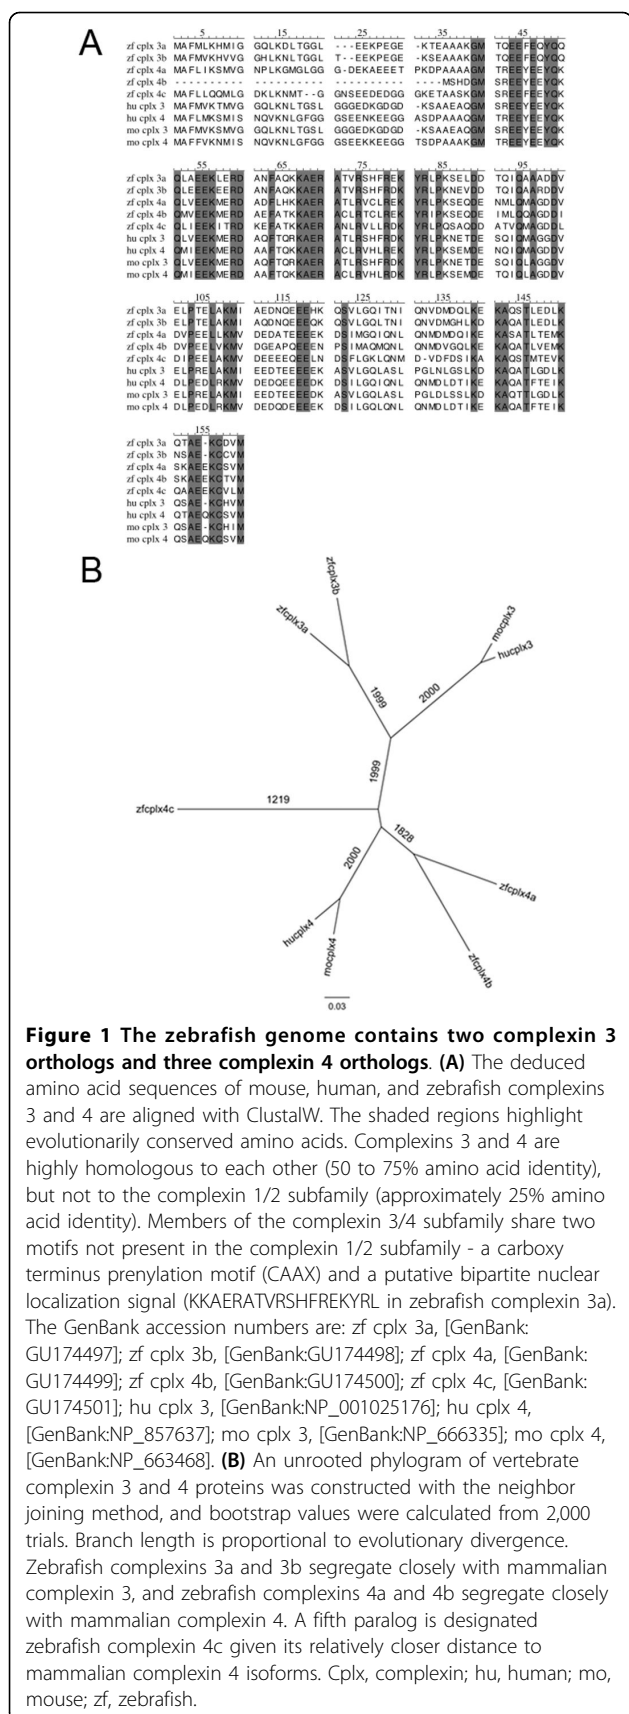 A
5 15 25 35 45
zf cplx 3a MAFMLKHMIG GQLKDLTGGL ---EEKPEGE -KTEAAAKGM TQEEFEQYQQ
zf cplx 3b MAFMVKHVVG GHLKNLTGGL T--EEKPEGE -KAEAAAKGM TQEEFEQYQQ
zf cplx 4a MAFLIKSMVG NPLKGMGLGG G-DEKAEEET PKDPAAAKGM TREEYEEYQK
zf cplx 4b ---------- ---------- ---------- ------MSHDGM SREEYEEYQK
zf cplx 4c MAFLLQQMLG DKLKNMT--G GNSEEDEDGG GKETAASKGM SREEFEEYQK
hu cplx 3 MAFMVKTMVG GQLKNLTGSL GGGEDKGDGD -KSAAEAQGM SREEYEEYQK
hu cplx 4 MAFLMKSMIS NQVKNLGFGG GSEENKEEGG ASDPAAAKGM TREEYEEYQK
mo cplx 3 MAFMVKSMVG GQLKNLTGSL GGGEDKGDGD -KSAAEAQGM SREEYEEYQK
mo cplx 4 MAFFVKNMIS NQVKNLGFGG GSEEKKEEGG TSDPAAAKGM TREEYEEYQK
55 65 75 85 95
zf cplx 3a QLAEEKLERD ANFAQKKAER ATVRSHFREK YRLPKSELDD TQIQAAADDV
zf cplx 3b QLEEEKEERD ANFAQKKAER ATVRSHFRDK YRLPKNEVDD TQIQAARDDV
zf cplx 4a QLVEEKMERD ADFLHKKAER ATLRVCLREK YRLPKSEQDE NMLQMAGDDV
zf cplx 4b QMVEEKMERD AEFATKKAER ACLRTCLREK YRIPKSEQDE IMLQQAGDDI
zf cplx 4c QLIEEKITRD KEFATKKAER ANLRVLLRDK YRLPQSAQDD ATVQMAGDDL
hu cplx 3 QLVEEKMERD AQFTQRKAER ATLRSHFRDK YRLPKNETDE SQIQMAGDDV
hu cplx 4 QMIEEKMERD AAFTQKKAER ACLRVHLREK YRLPKSEMDE NQIQMAGDDV
mo cplx 3 QLVEEKMERD AQFTQRKAER ATLRSHFRDK YRLPKNETDE SQIQLAGDDV
mo cplx 4 QMIEEKMERD AAFTQKKAER ACLRVHLRDK YRLPKSEMDE TQIQLAGDDV
105 115 125 135 145
zf cplx 3a ELPTELAKMI AEDNQEEEHK QSVLGQITNI QNVDMDQLKE KAQSTLEDLK
zf cplx 3b ELPTELAKMI AQDNQEEEQK QSVLGQLTNI QNVDMGHLKD KAQATLEDLK
zf cplx 4a DVPEELLKMV DEDATEEEEK DSIMGQIQNL QNMDMDQIKE KASATLTEMK
zf cplx 4b DVPEELVKMV DGEAPQEEEN PSIMAQMQNL QNMDVGQLKE KAQATLVEMK
zf cplx 4c DIPEELAKMV DEEEEQEELN DSFLGKLQNM D-VDFDSIKA KAQSTMTEVK
hu cplx 3 ELPRELAKMI EEDTEEEEEK ASVLGQLASL PGLNLGSLKD KAQATLGDLK
hu cplx 4 DLPEDLRKMV DEDQEEEEDK DSILGQIQNL QNMDLDTIKE KAQATFTEIK
mo cplx 3 ELPRELAKMI EEDTEEEEEK ASVLGQLASL PGLDLSSLKD KAQTTLGDLK
mo cplx 4 DLPEDLRKMV DEDQDEEEEK DSILGQLQNL QNMDLDTIKE KAQATFTEIK
155
zf cplx 3a QTAE-KCDVM
zf cplx 3b NSAE-KCCVM
zf cplx 4a SKAEEKCSVM
zf cplx 4b SKAEEKCTVM
zf cplx 4c QAAEEKCVLM
hu cplx 3 QSAE-KCHVM
hu cplx 4 QTAEQKCSVM
mo cplx 3 QSAE-KCHIM
mo cplx 4 QSAEQKCSVM
B
zfcplx3b
zfcplx3a
mocplx3
hucplx3
1999
2000
1999
1219
zfcplx4c
1828
2000
zfcplx4a
hucplx4
mocplx4
zfcplx4b
0.03
Figure 1 The zebrafish genome contains two complexin 3
orthologs and three complexin 4 orthologs. (A) The deduced
amino acid sequences of mouse, human, and zebrafish complexins
3 and 4 are aligned with ClustalW. The shaded regions highlight
evolutionarily conserved amino acids. Complexins 3 and 4 are
highly homologous to each other (50 to 75% amino acid identity),
but not to the complexin 1/2 subfamily (approximately 25% amino
acid identity). Members of the complexin 3/4 subfamily share two
motifs not present in the complexin 1/2 subfamily - a carboxy
terminus prenylation motif (CAAX) and a putative bipartite nuclear
localization signal (KKAERATVRSHFREKYRL in zebrafish complexin 3a).
The GenBank accession numbers are: zf cplx 3a, [GenBank:
GU174497]; zf cplx 3b, [GenBank:GU174498]; zf cplx 4a, [GenBank:
GU174499]; zf cplx 4b, [GenBank:GU174500]; zf cplx 4c, [GenBank:
GU174501]; hu cplx 3, [GenBank:NP_001025176]; hu cplx 4,
[GenBank:NP_857637]; mo cplx 3, [GenBank:NP_666335]; mo cplx 4,
[GenBank:NP_663468]. (B) An unrooted phylogram of vertebrate
complexin 3 and 4 proteins was constructed with the neighbor
joining method, and bootstrap values were calculated from 2,000
trials. Branch length is proportional to evolutionary divergence.
Zebrafish complexins 3a and 3b segregate closely with mammalian
complexin 3, and zebrafish complexins 4a and 4b segregate closely
with mammalian complexin 4. A fifth paralog is designated
zebrafish complexin 4c given its relatively closer distance to
mammalian complexin 4 isoforms. Cplx, complexin; hu, human; mo,
mouse; zf, zebrafish.